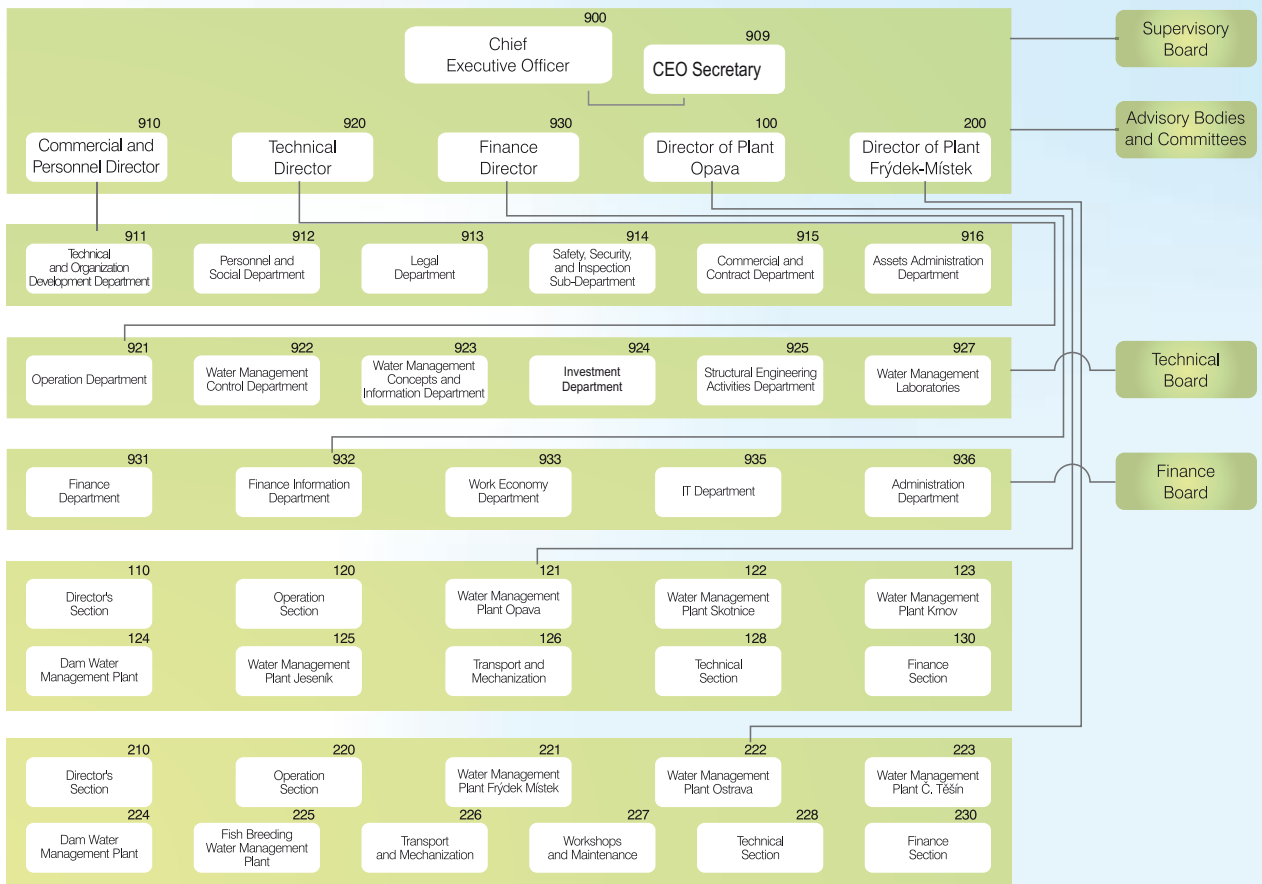 900
Chief
Executive Officer
909
CEO Secretary
Supervisory
Board
910
Commercial and
Personnel Director
920
Technical
Director
930
Finance
Director
100
Director of Plant
Opava
200
Director of Plant
Frýdek-Místek
Advisory Bodies
and Committees
911
Technical
and Organization
Development Department
912
Personnel and
Social Department
913
Legal
Department
914
Safety, Security,
and Inspection
Sub-Department
915
Commercial and
Contract Department
916
Assets Administration
Department
921
Operation Department
922
Water Management
Control Department
923
Water Management
Concepts and
Information Department
924
Investment
Department
925
Structural Engineering
Activities Department
927
Water Management
Laboratories
Technical
Board
931
Finance
Department
932
Finance Information
Department
933
Work Economy
Department
935
IT Department
936
Administration
Department
Finance
Board
110
Director's
Section
120
Operation
Section
121
Water Management
Plant Opava
122
Water Management
Plant Skotnice
123
Water Management
Plant Krnov
124
Dam Water
Management Plant
125
Water Management
Plant Jeseník
126
Transport and
Mechanization
128
Technical
Section
130
Finance
Section
210
Director's
Section
220
Operation
Section
221
Water Management
Plant Frýdek Místek
222
Water Management
Plant Ostrava
223
Water Management
Plant Č. Těšín
224
Dam Water
Management Plant
225
Fish Breeding
Water Management
Plant
226
Transport
and Mechanization
227
Workshops
and Maintenance
228
Technical
Section
230
Finance
Section